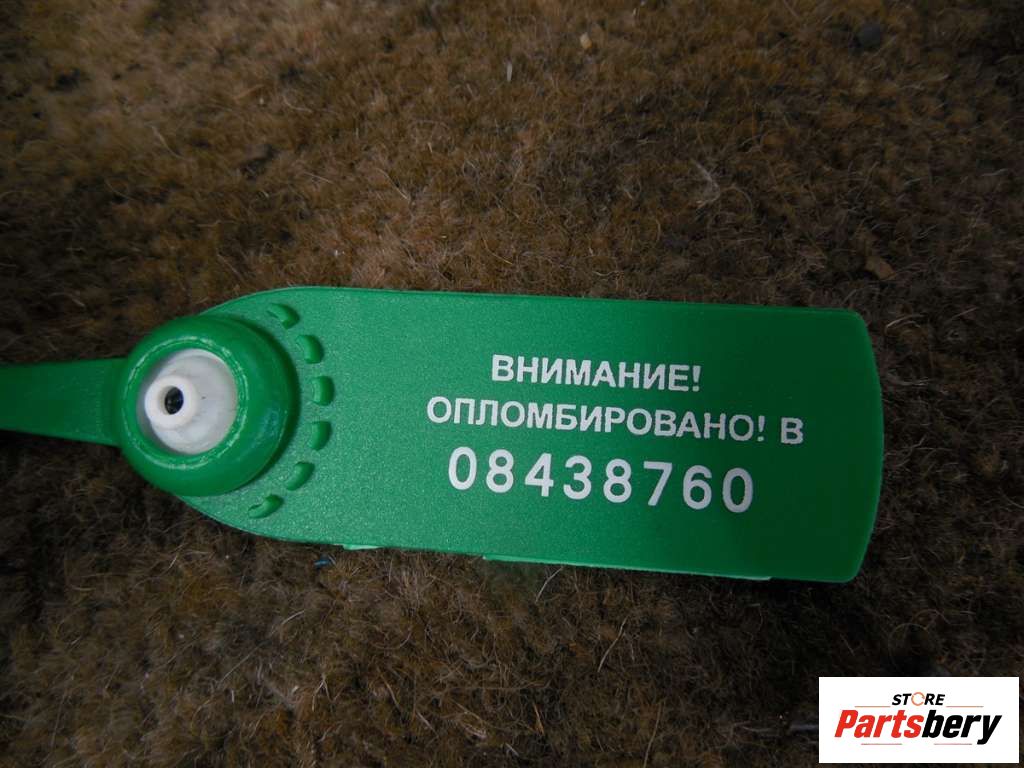 ВНИМАНИЕ!
ОПЛОМБИРОВАНО! В
08438760
STORE
Partsbery